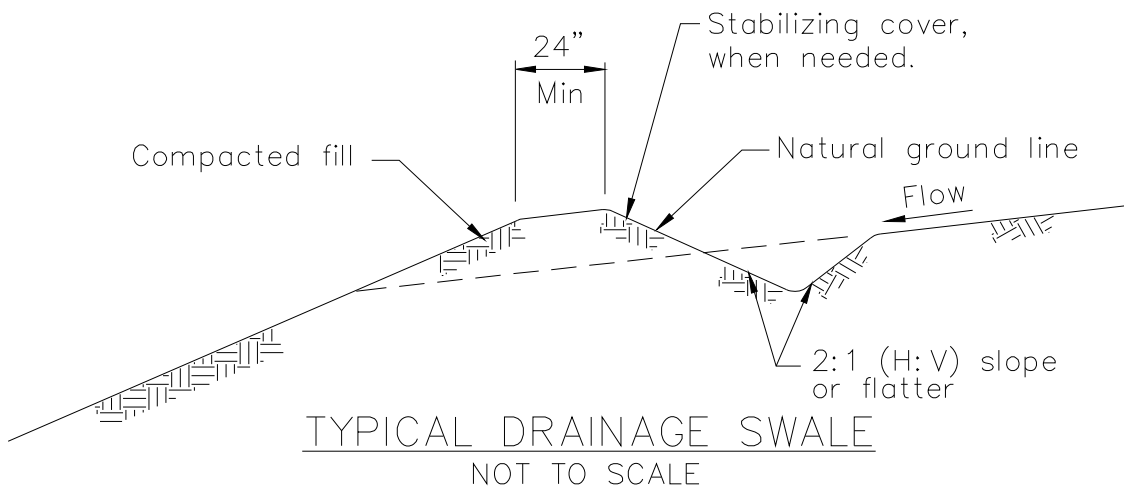 Stabilizing cover,
when needed.
24”
Min
Compacted fill
Natural ground line
Flow
2:1 (H:V) slope
or flatter
TYPICAL DRAINAGE SWALE
NOT TO SCALE